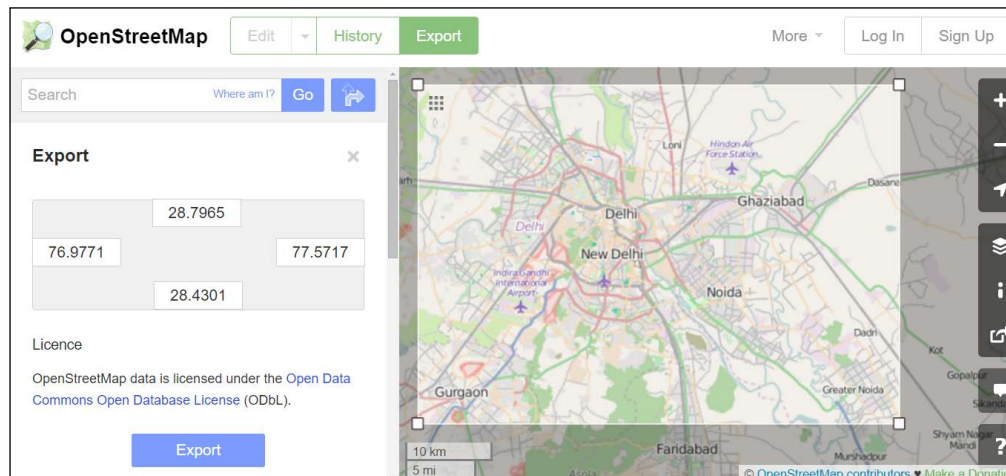 OpenStreetMap
Edit
History
Export
More
Log In
Sign Up
Search
Where am I?
Go
Export
28.7965
76.9771
77.5717
28.4301
Licence
OpenStreetMap data is licensed under the Open Data
Commons Open Database License (ODbL).
Export
Loni
Hindon Air
Force Station
Dasana
Ghaziabad
Delhi
Delhi
New Delhi
Indira Gandhi
International
Airport
Noida
Dadri
Kot
Gopalpur
Greater Noida
Gurgaon
Shyam Nagar
Mandi
Faridabad
Murshadpur
Asola
10 km
5 mi
© OpenStreetMap contributors ♥ Make a Donati